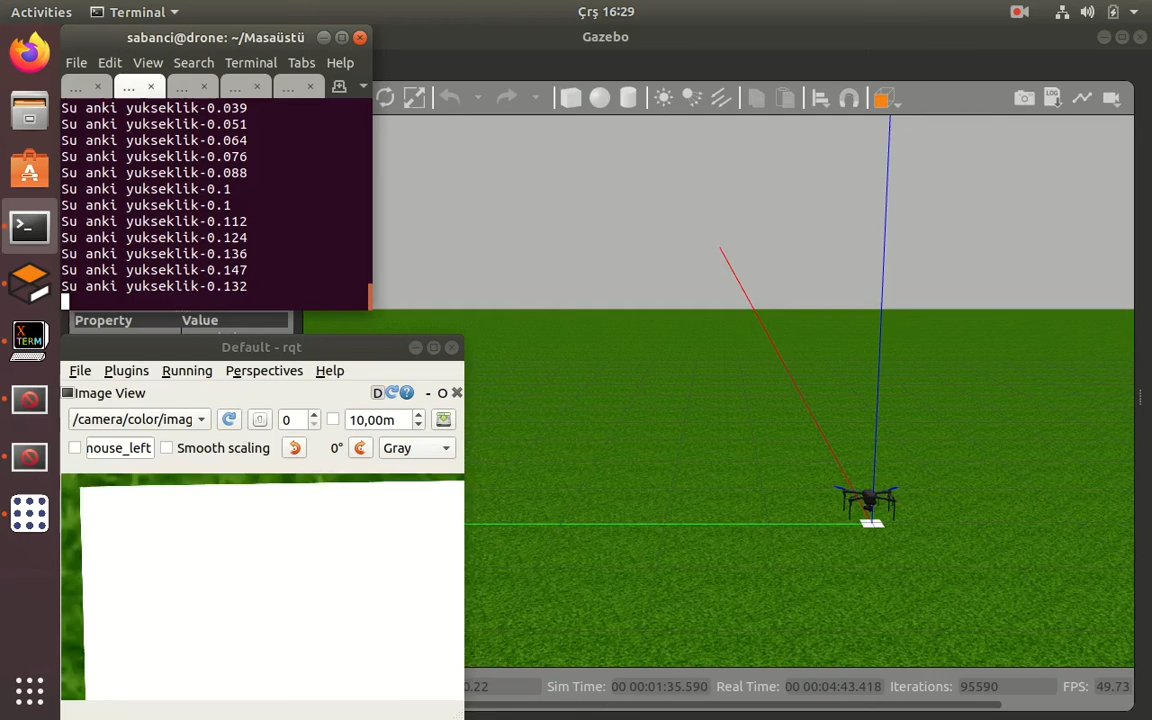 Activities
Terminal
Çrş 16:29
sabanci@drone: ~/Masaüstü
Gazebo
File Edit View Search Terminal Tabs Help
... × ... × ... × ... × ... ×
Su anki yukseklik-0.039
Su anki yukseklik-0.051
Su anki yukseklik-0.064
Su anki yukseklik-0.076
Su anki yukseklik-0.088
Su anki yukseklik-0.1
Su anki yukseklik-0.1
Su anki yukseklik-0.112
Su anki yukseklik-0.124
Su anki yukseklik-0.136
Su anki yukseklik-0.147
Su anki yukseklik-0.132
LOG
Property Value
X
TERM
Default - rqt
File Plugins Running Perspectives Help
Image View
D - O
/camera/color/imag
0
10,00m
mouse_left
Smooth scaling
0°
Gray
0.22
Sim Time: 00 00:01:35.590
Real Time: 00 00:04:43.418
Iterations: 95590
FPS: 49.73